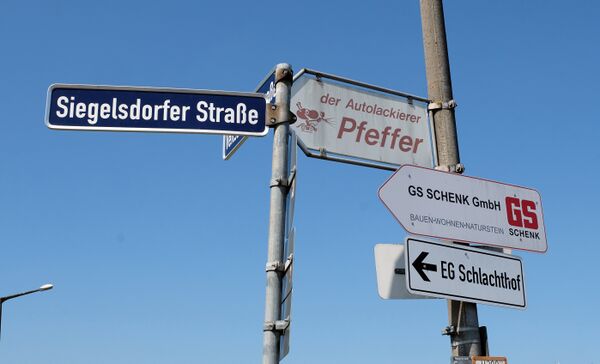 Siegelsdorfer Straße
der Autolackierer
Pfeffer
GS SCHENK GmbH
BAUEN-WOHNEN-NATURSTEIN
GS
SCHENK
EG Schlachthof